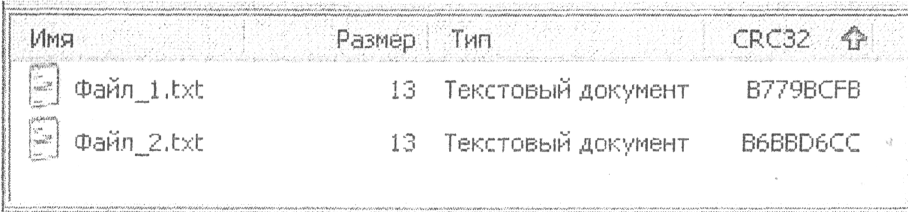 Имя Размер Тип CRC32
Файл_1.txt 13 Текстовый документ B779BCFB
Файл_2.txt 13 Текстовый документ B6BBD6CC